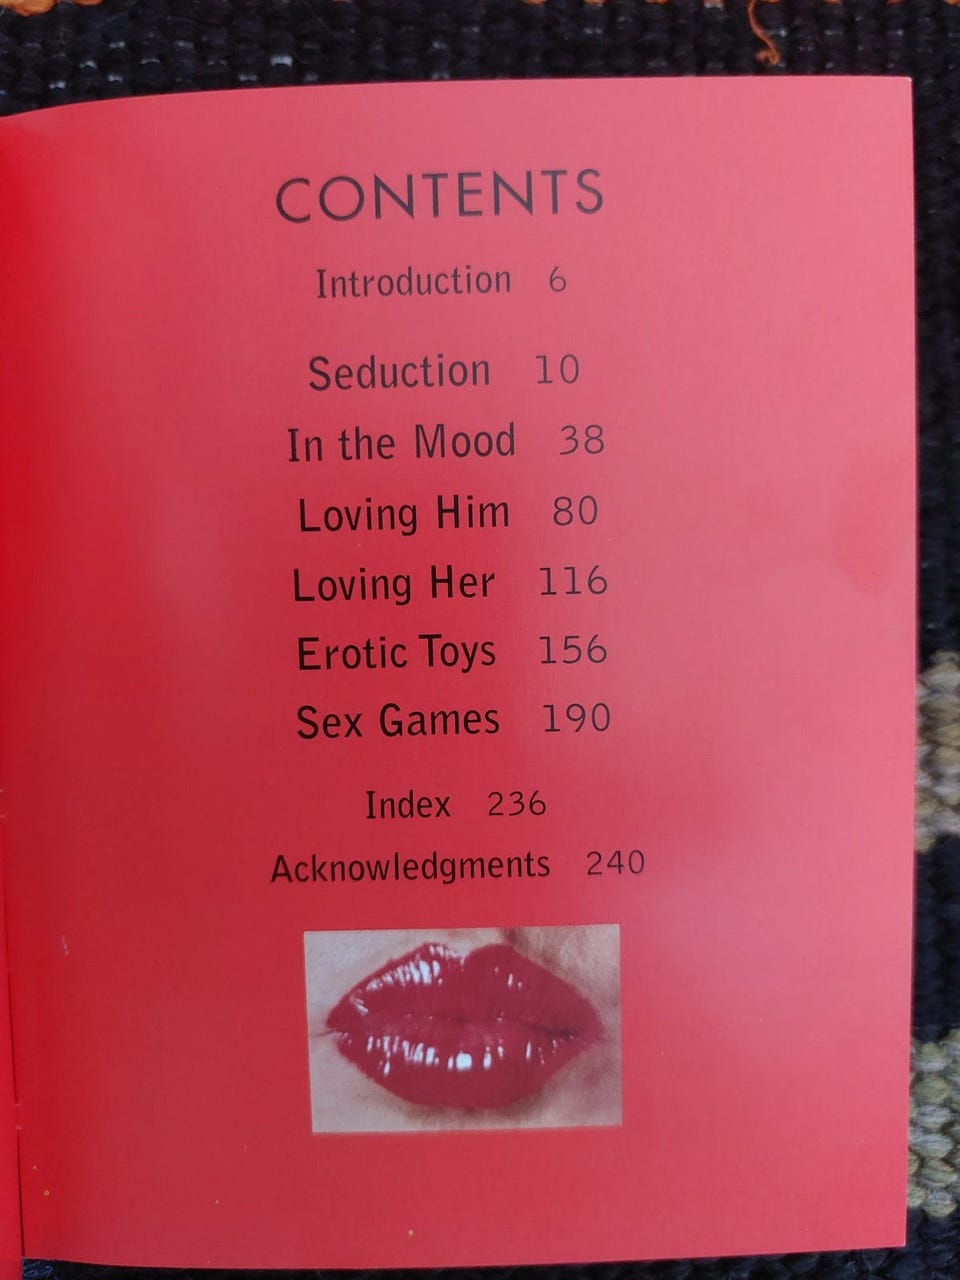 CONTENTS
Introduction 6
Seduction 10
In the Mood 38
Loving Him 80
Loving Her 116
Erotic Toys 156
Sex Games 190
Index 236
Acknowledgments 240